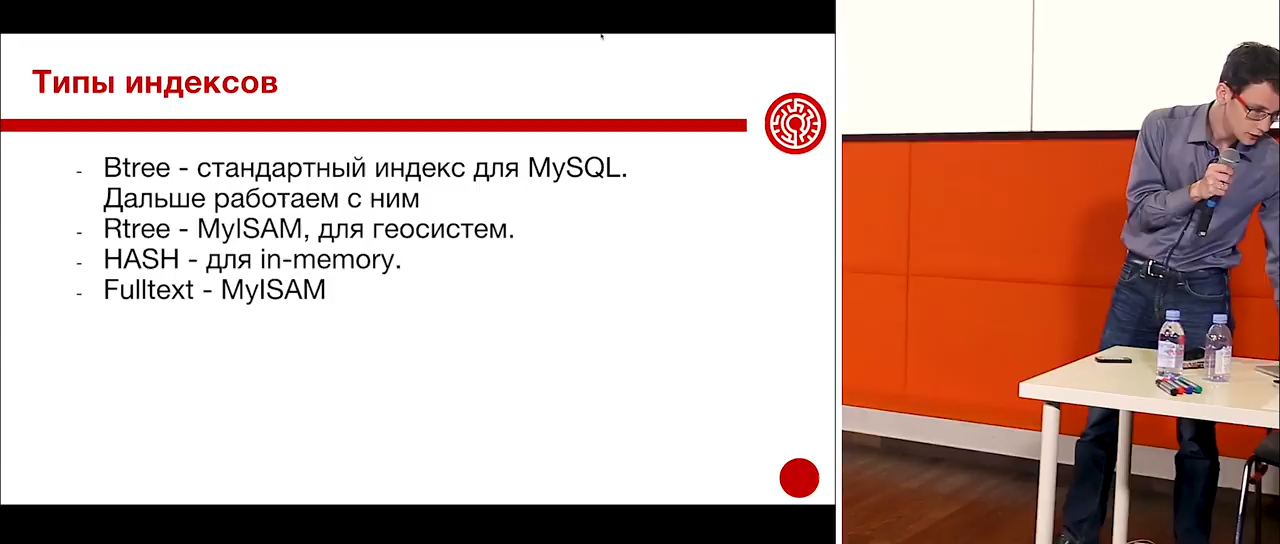 Типы индексов
- Btree - стандартный индекс для MySQL.
Дальше работаем с ним
- Rtree - MyISAM, для геосистем.
- HASH - для in-memory.
- Fulltext - MyISAM